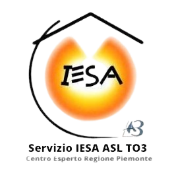 IESA
Servizio IESA ASL TO3
Centro Esperto Regione Piemonte